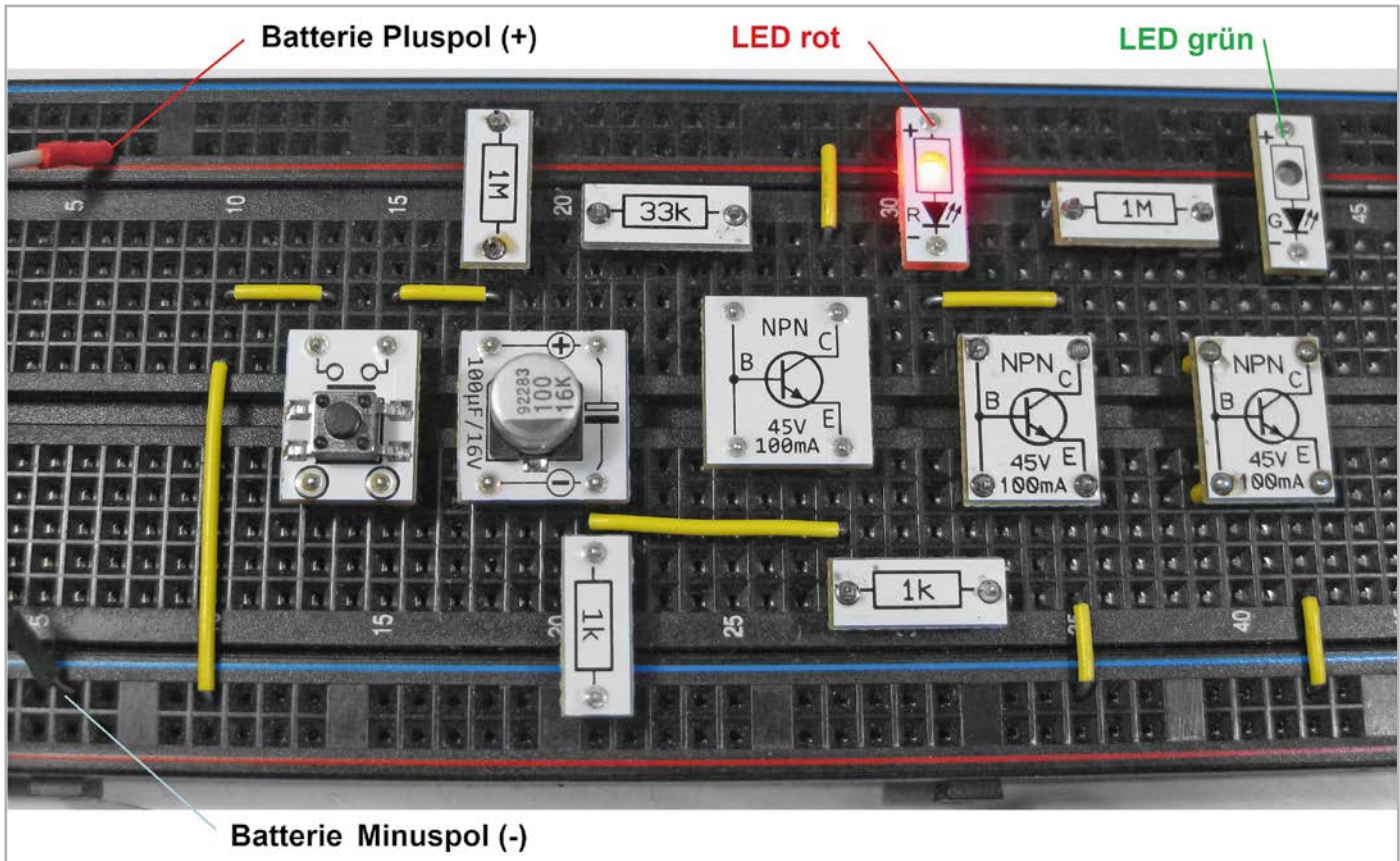 Batterie Pluspol (+)
LED rot
LED grün
+
+
1M
33k
1M
R
G
-
-
5
10
15
20
30
45
NPN
B
C
E
45V
100mA
NPN
B
C
E
45V
100mA
NPN
B
C
E
45V
100mA
+
100µF/16V
92283
100
16K
-
1k
1k
5
15
20
25
40
Batterie Minuspol (-)